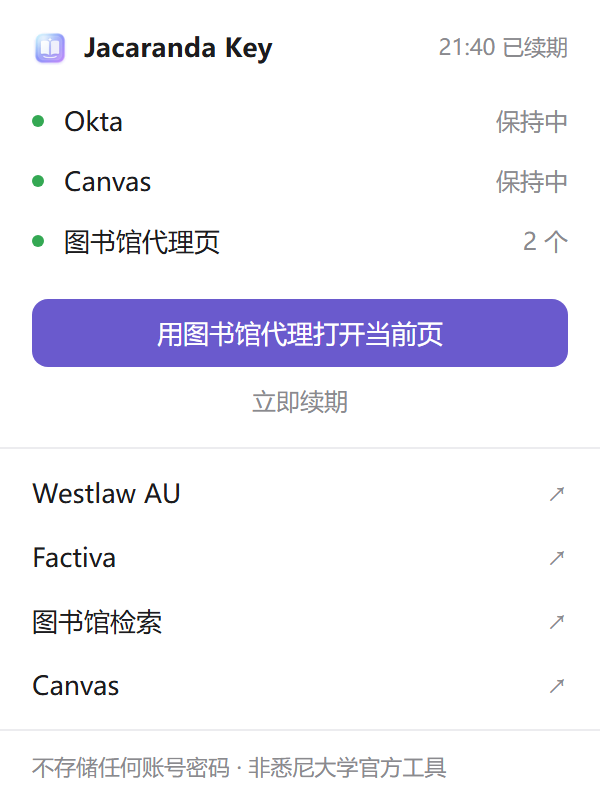 Jacaranda Key 21:40 已续期
Okta 保持中
Canvas 保持中
图书馆代理页 2 个
用图书馆代理打开当前页
立即续期
Westlaw AU ↗
Factiva ↗
图书馆检索 ↗
Canvas ↗
不存储任何账号密码 · 非悉尼大学官方工具